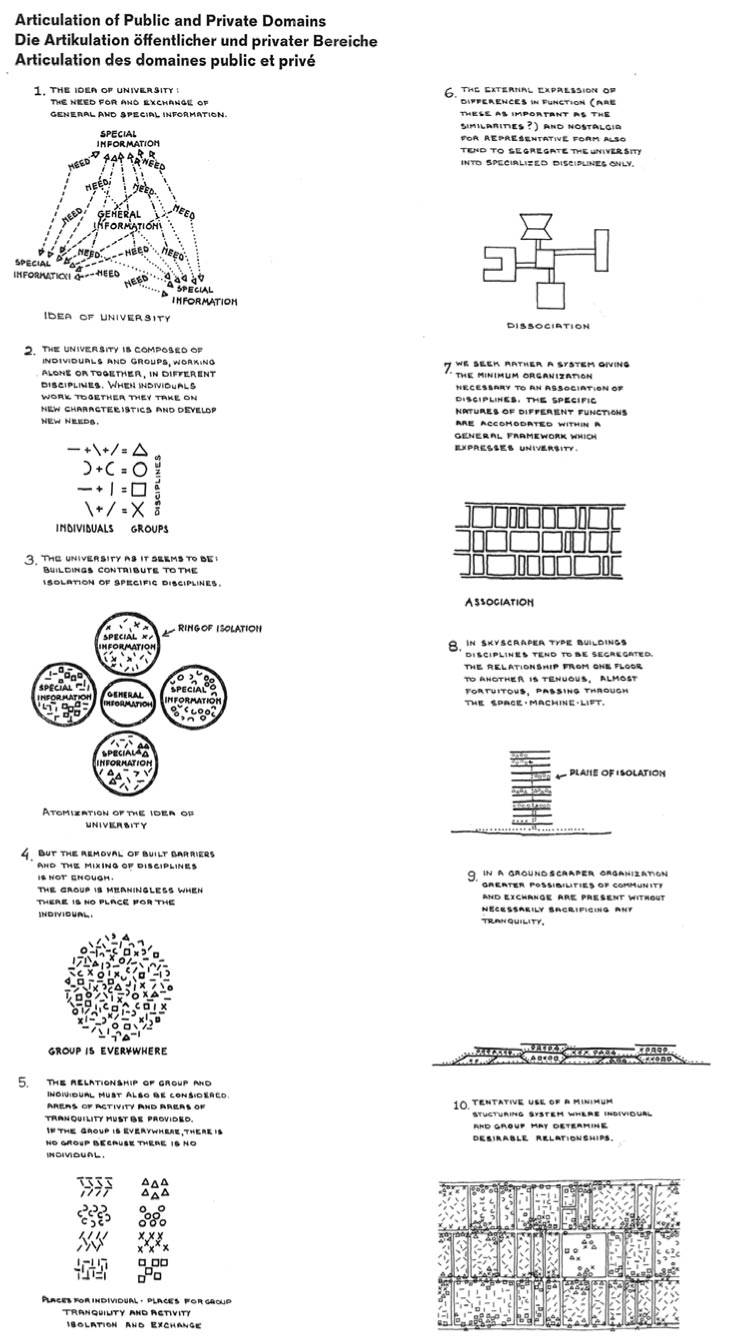 Articulation of Public and Private Domains
Die Artikulation öffentlicher und privater Bereiche
Articulation des domaines public et privé
1. THE IDEA OF UNIVERSITY:
THE NEED FOR AND EXCHANGE OF
GENERAL AND SPECIAL INFORMATION.
SPECIAL
INFORMATION
NEED
NEED
NEED
NEED
NEED
NEED
GENERAL
INFORMATION
NEED
NEED
NEED
SPECIAL
INFORMATION
NEED
NEED
SPECIAL
INFORMATION
IDEA OF UNIVERSITY
2. THE UNIVERSITY IS COMPOSED OF
INDIVIDUALS AND GROUPS, WORKING
ALONE OR TOGETHER, IN DIFFERENT
DISCIPLINES. WHEN INDIVIDUALS
WORK TOGETHER THEY TAKE ON
NEW CHARACTERISTICS AND DEVELOP
NEW NEEDS.
— + \ + / = △
Ɔ + C = ○
— + | = □
\ + / = X
DISCIPLINES
INDIVIDUALS GROUPS
3. THE UNIVERSITY AS IT SEEMS TO BE:
BUILDINGS CONTRIBUTE TO THE
ISOLATION OF SPECIFIC DISCIPLINES.
RING OF ISOLATION
SPECIAL
INFORMATION
SPECIAL
INFORMATION
GENERAL
INFORMATION
SPECIAL
INFORMATION
SPECIAL
INFORMATION
ATOMIZATION OF THE IDEA OF
UNIVERSITY
4. BUT THE REMOVAL OF BUILT BARRIERS
AND THE MIXING OF DISCIPLINES
IS NOT ENOUGH.
THE GROUP IS MEANINGLESS WHEN
THERE IS NO PLACE FOR THE
INDIVIDUAL.
GROUP IS EVERYWHERE
5. THE RELATIONSHIP OF GROUP AND
INDIVIDUAL MUST ALSO BE CONSIDERED.
AREAS OF ACTIVITY AND AREAS OF
TRANQUILITY MUST BE PROVIDED.
IF THE GROUP IS EVERYWHERE, THERE IS
NO GROUP BECAUSE THERE IS NO
INDIVIDUAL.
PLACES FOR INDIVIDUAL - PLACES FOR GROUP
TRANQUILITY AND ACTIVITY
ISOLATION AND EXCHANGE
6. THE EXTERNAL EXPRESSION OF
DIFFERENCES IN FUNCTION (ARE
THESE AS IMPORTANT AS THE
SIMILARITIES?) AND NOSTALGIA
FOR REPRESENTATIVE FORM ALSO
TEND TO SEGREGATE THE UNIVERSITY
INTO SPECIALIZED DISCIPLINES ONLY.
DISSOCIATION
7. WE SEEK RATHER A SYSTEM GIVING
THE MINIMUM ORGANIZATION
NECESSARY TO AN ASSOCIATION OF
DISCIPLINES. THE SPECIFIC
NATURES OF DIFFERENT FUNCTIONS
ARE ACCOMODATED WITHIN A
GENERAL FRAMEWORK WHICH
EXPRESSES UNIVERSITY.
ASSOCIATION
8. IN SKYSCRAPER TYPE BUILDINGS
DISCIPLINES TEND TO BE SEGREGATED.
THE RELATIONSHIP FROM ONE FLOOR
TO ANOTHER IS TENUOUS, ALMOST
FORTUITOUS, PASSING THROUGH
THE SPACE-MACHINE-LIFT.
PLANE OF ISOLATION
9. IN A GROUNDSCRAPER ORGANIZATION
GREATER POSSIBILITIES OF COMMUNITY
AND EXCHANGE ARE PRESENT WITHOUT
NECESSARILY SACRIFICING ANY
TRANQUILITY.
10. TENTATIVE USE OF A MINIMUM
STUCTURING SYSTEM WHERE INDIVIDUAL
AND GROUP MAY DETERMINE
DESIRABLE RELATIONSHIPS.